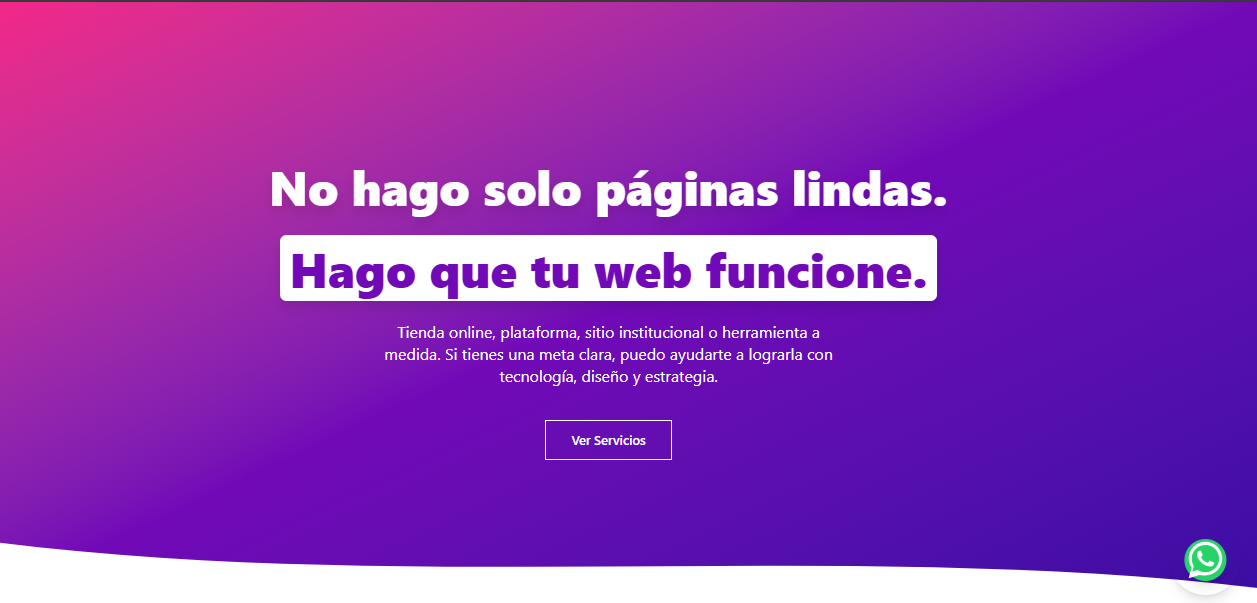 No hago solo páginas lindas.
Hago que tu web funcione.
Tienda online, plataforma, sitio institucional o herramienta a
medida. Si tienes una meta clara, puedo ayudarte a lograrla con
tecnología, diseño y estrategia.
Ver Servicios